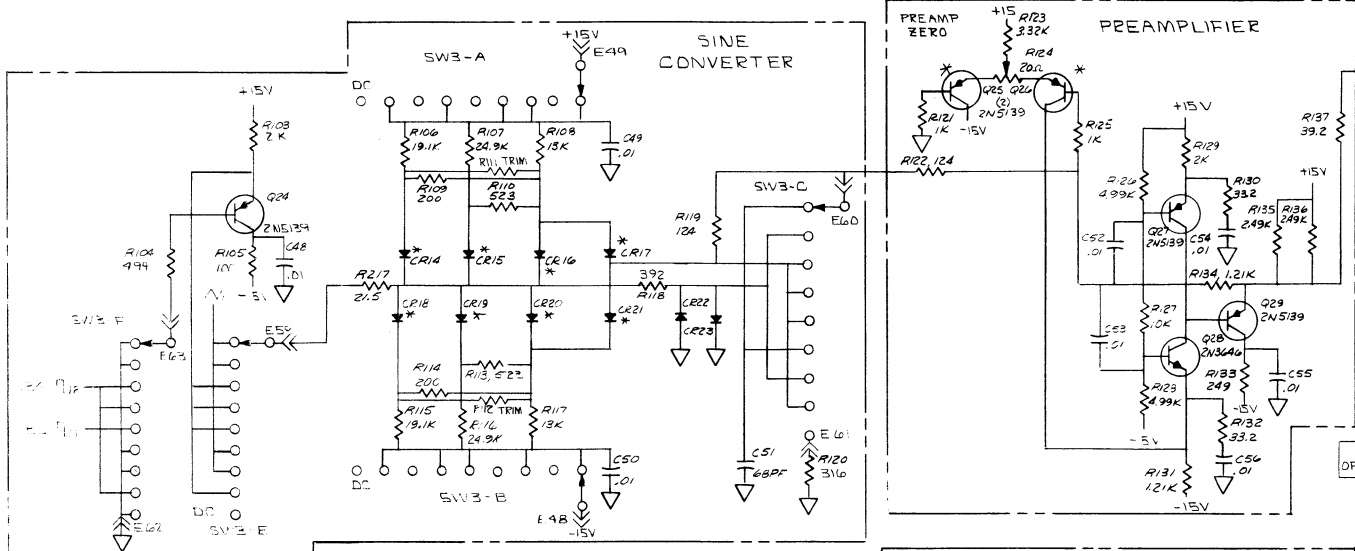 +15V
R103
2K
Q24
2N5139
R104
499
R105
C48
.01
SW3-F
E63
E62
DC
SW3-E
SINE
CONVERTER
SW3-A
+15V
E49
DC
R106
19.1K
R107
24.9K
R108
13K
C49
.01
R111 TRIM
R109
200
R110
523
CR14
*
CR15
*
CR16
*
CR17
*
R217
21.5
392
R118
CR18
*
CR19
*
CR20
*
CR21
*
CR22
CR23
R119
124
SW3-C
E60
R113, 523
R114
200
R112 TRIM
R115
19.1K
24.9K
R117
13K
C50
.01
DC
SW3-B
E48
-15V
C51
68PF
E61
R120
316
PREAMP
ZERO
PREAMPLIFIER
+15
R123
3.32K
R124
20Ω
*
*
Q25
Q26
(2)
2N5139
R121
1K
-15V
R125
1K
R122, 124
+15V
R129
2K
R126
4.99K
R130
33.2
Q27
2N5139
C52
.01
C54
.01
R134, 1.21K
+15V
R135
2.49K
R136
2.49K
R137
39.2
C53
.01
R127
10K
Q28
2N3646
Q29
2N5139
R133
249
C55
.01
-15V
4.99K
R132
33.2
C56
.01
R131
1.21K
-15V